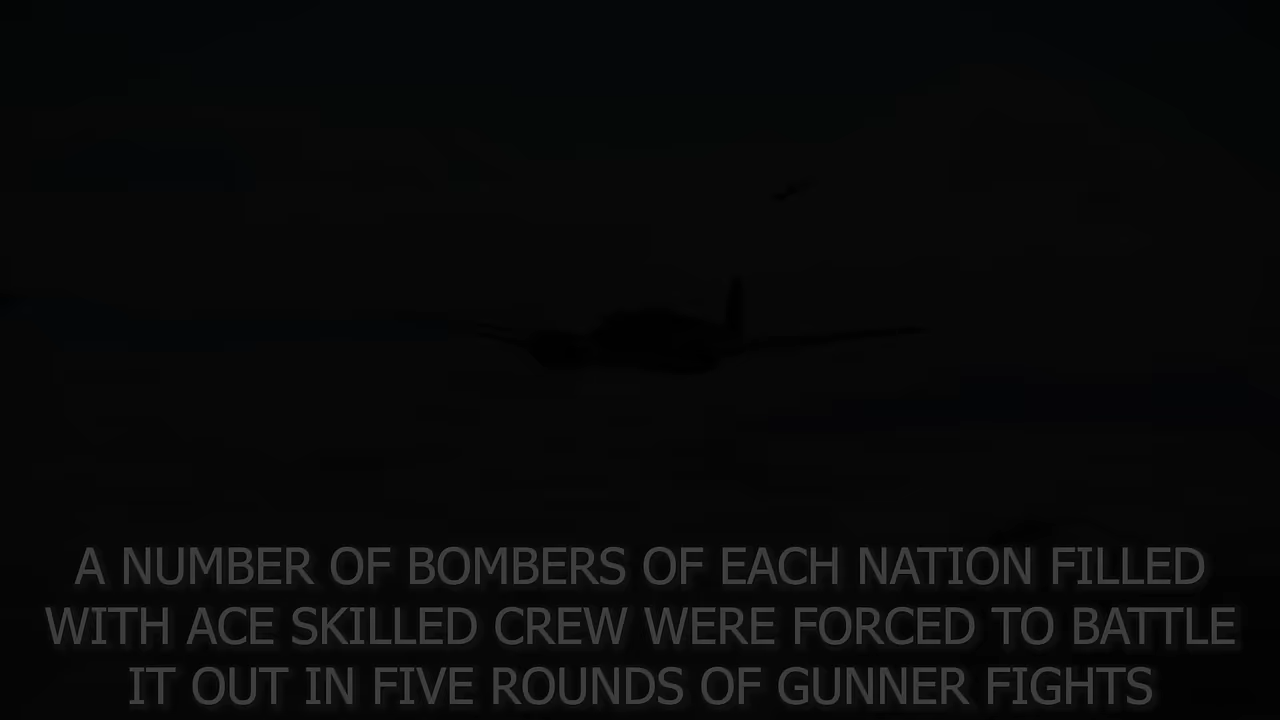 A NUMBER OF BOMBERS OF EACH NATION FILLED
WITH ACE SKILLED CREW WERE FORCED TO BATTLE
IT OUT IN FIVE ROUNDS OF GUNNER FIGHTS